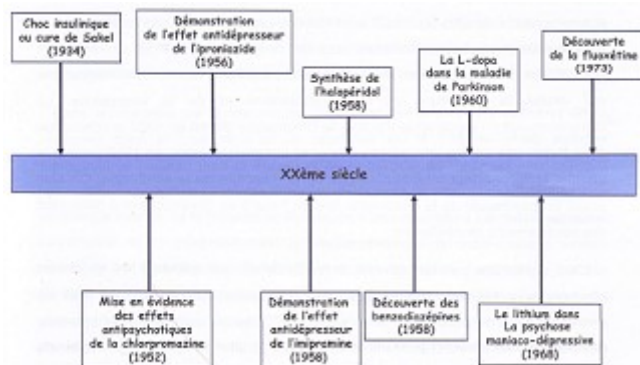 Choc insulinique
ou cure de Sakel
(1934)
Démonstration
de l'effet antidépresseur
de l'iproniazide
(1956)
Synthèse de
l'halopéridol
(1958)
La L-dopa
dans la maladie
de Parkinson
(1960)
Découverte
de la fluoxétine
(1973)
XXème siècle
Mise en évidence
des effets
antipsychotiques
de la chlorpromazine
(1952)
Démonstration
de l'effet
antidépresseur
de l'imipramine
(1958)
Découverte des
benzodiazépines
(1958)
Le lithium dans
La psychose
maniaco-dépressive
(1968)